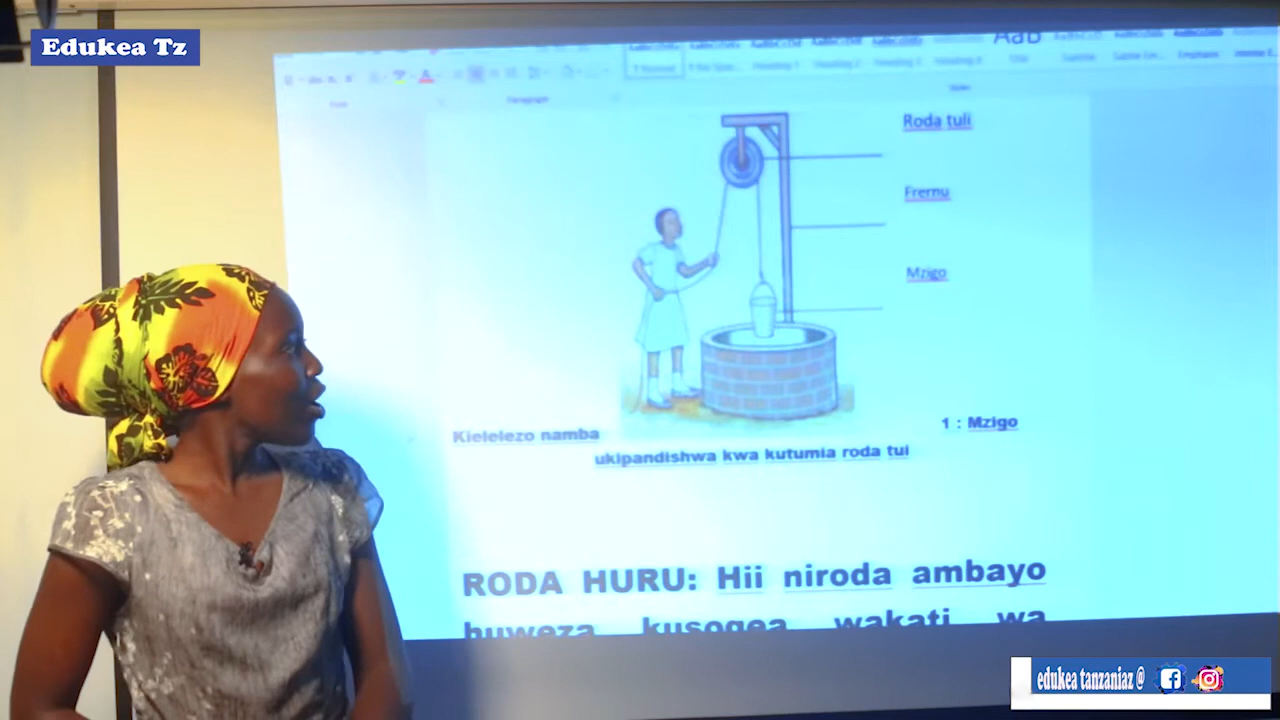 Edukea Tz
Roda tuli
Frernu
Mzigo
Kielelezo namba 1 : Mzigo
ukipandishwa kwa kutumia roda tui
RODA HURU: Hii niroda ambayo
huweza kusogea wakati wa
edukea tanzaniaz @